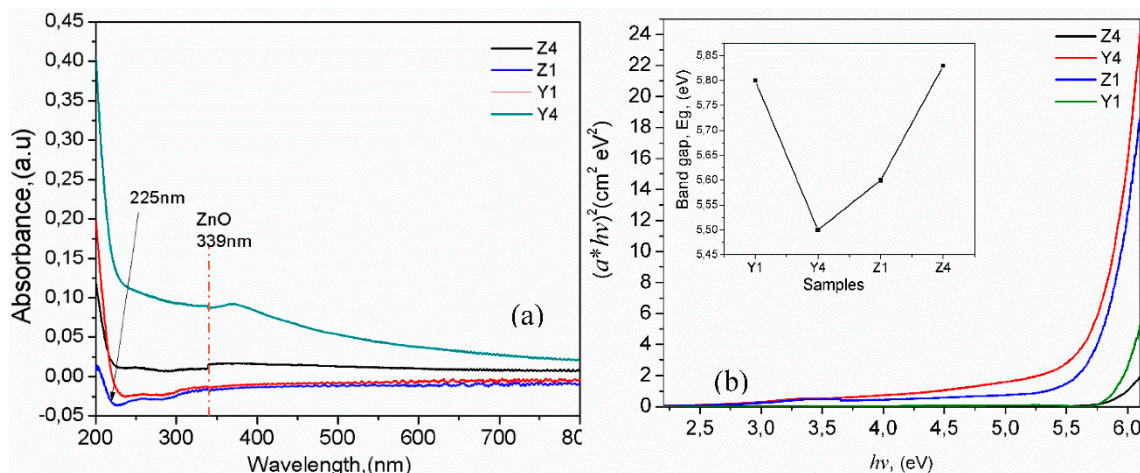 0,45
0,40
0,35
0,30
0,25
0,20
0,15
0,10
0,05
0,00
-0,05
Absorbance,(a.u)
Z4
Z1
Y1
Y4
225nm
ZnO
339nm
(a)
200 300 400 500 600 700 80
Wavelength,(nm)
24
22
20
18
16
14
12
10
8
6
4
2
0
(a*hv)²(cm² eV²)
5,85
5,80
5,75
5,70
5,65
5,60
5,55
5,50
5,45
Band gap, Eg, (eV)
Y1 Y4 Z1 Z4
Samples
Z4
Y4
Z1
Y1
(b)
2,5 3,0 3,5 4,0 4,5 5,0 5,5 6,0
hv, (eV)